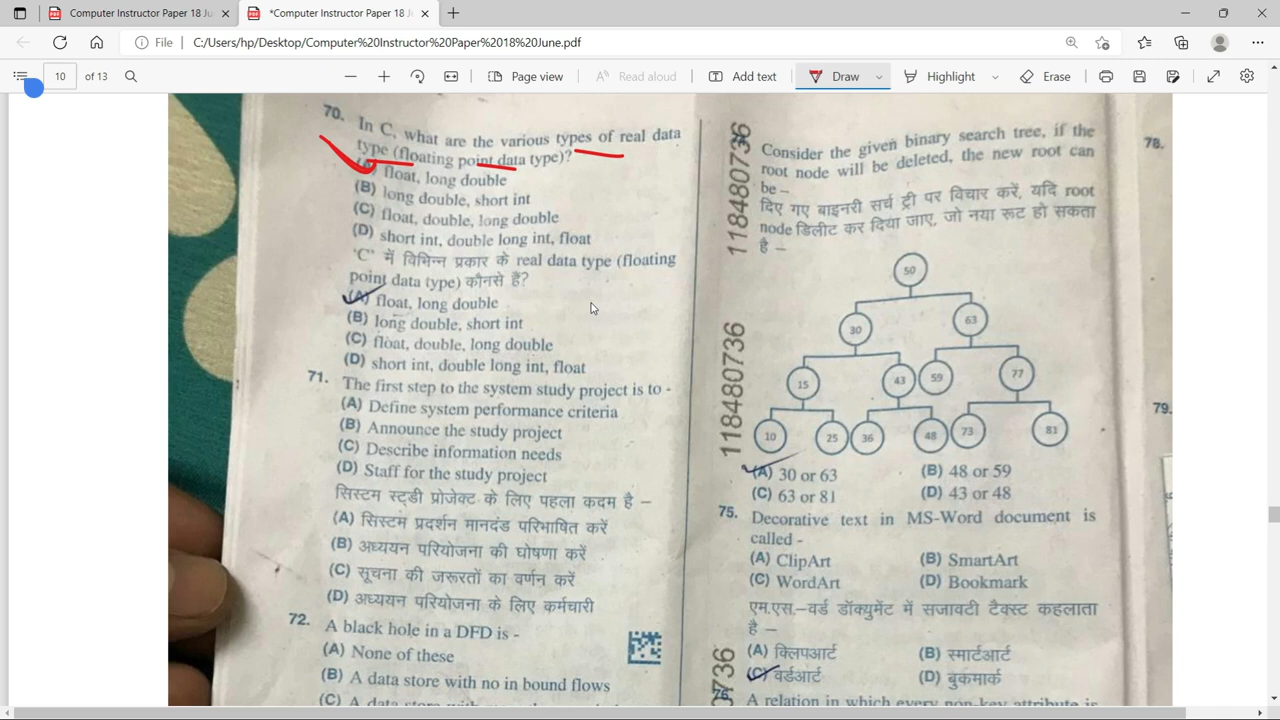 Computer Instructor Paper 18 Ju
*Computer Instructor Paper 18 J
File
C:/Users/hp/Desktop/Computer%20Instructor%20Paper%2018%20June.pdf
10 of 13
Page view
Read aloud
Add text
Draw
Highlight
Erase
70. In C, what are the various types of real data
type (floating point data type)?
(A) float, long double
(B) long double, short int
(C) float, double, long double
(D) short int, double long int, float
'C' में विभिन्न प्रकार के real data type (floating
point data type) कौनसे हैं?
(A) float, long double
(B) long double, short int
(C) float, double, long double
(D) short int, double long int, float
71. The first step to the system study project is to -
(A) Define system performance criteria
(B) Announce the study project
(C) Describe information needs
(D) Staff for the study project
सिस्टम स्टडी प्रोजेक्ट के लिए पहला कदम है –
(A) सिस्टम प्रदर्शन मानदंड परिभाषित करें
(B) अध्ययन परियोजना की घोषणा करें
(C) सूचना की जरूरतों का वर्णन करें
(D) अध्ययन परियोजना के लिए कर्मचारी
72. A black hole in a DFD is -
(A) None of these
(B) A data store with no in bound flows
118480736
118480736
736
Consider the given binary search tree, if the
root node will be deleted, the new root can
be –
दिए गए बाइनरी सर्च ट्री पर विचार करें, यदि root
node डिलीट कर दिया जाए, जो नया रूट हो सकता
है –
50
30 63
15 43 59 77
10 25 36 48 73 81
(A) 30 or 63 (B) 48 or 59
(C) 63 or 81 (D) 43 or 48
75. Decorative text in MS-Word document is
called -
(A) ClipArt (B) SmartArt
(C) WordArt (D) Bookmark
एम.एस.–वर्ड डॉक्युमेंट में सजावटी टैक्स्ट कहलाता
है –
(A) क्लिपआर्ट (B) स्मार्टआर्ट
(C) वर्डआर्ट (D) बुकमार्क
76. A relation in which every non-key attribute is
78.
79.